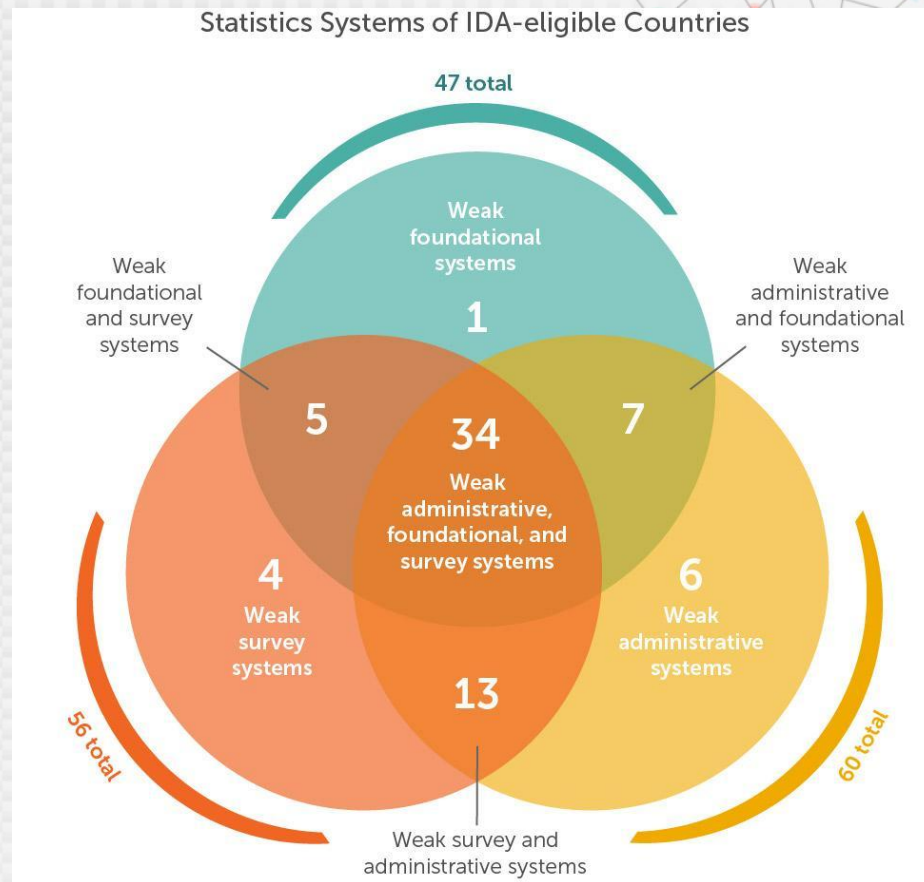 Statistics Systems of IDA-eligible Countries
47 total
Weak
foundational
systems
1
Weak
foundational
and survey
systems
Weak
administrative
and foundational
systems
5
34
Weak
administrative,
foundational, and
survey systems
7
4
Weak
survey
systems
6
Weak
administrative
systems
13
56 total
60 total
Weak survey and
administrative systems